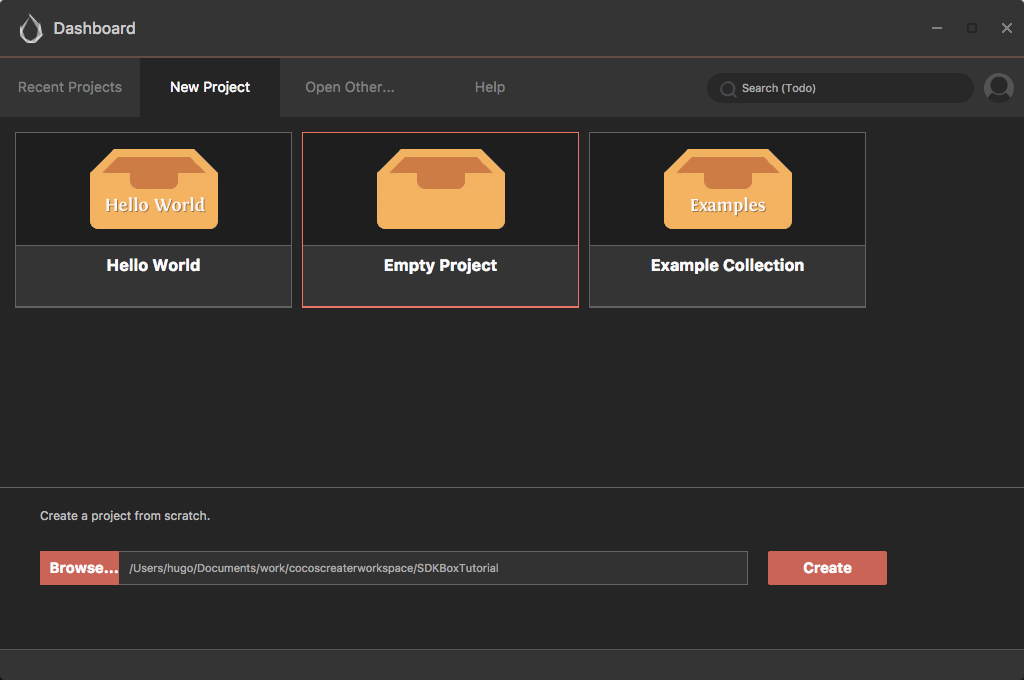 Dashboard
Recent Projects New Project Open Other... Help Search (Todo)
Hello World Examples
Hello World Empty Project Example Collection
Create a project from scratch.
Browse... /Users/hugo/Documents/work/cocoscreaterworkspace/SDKBoxTutorial Create